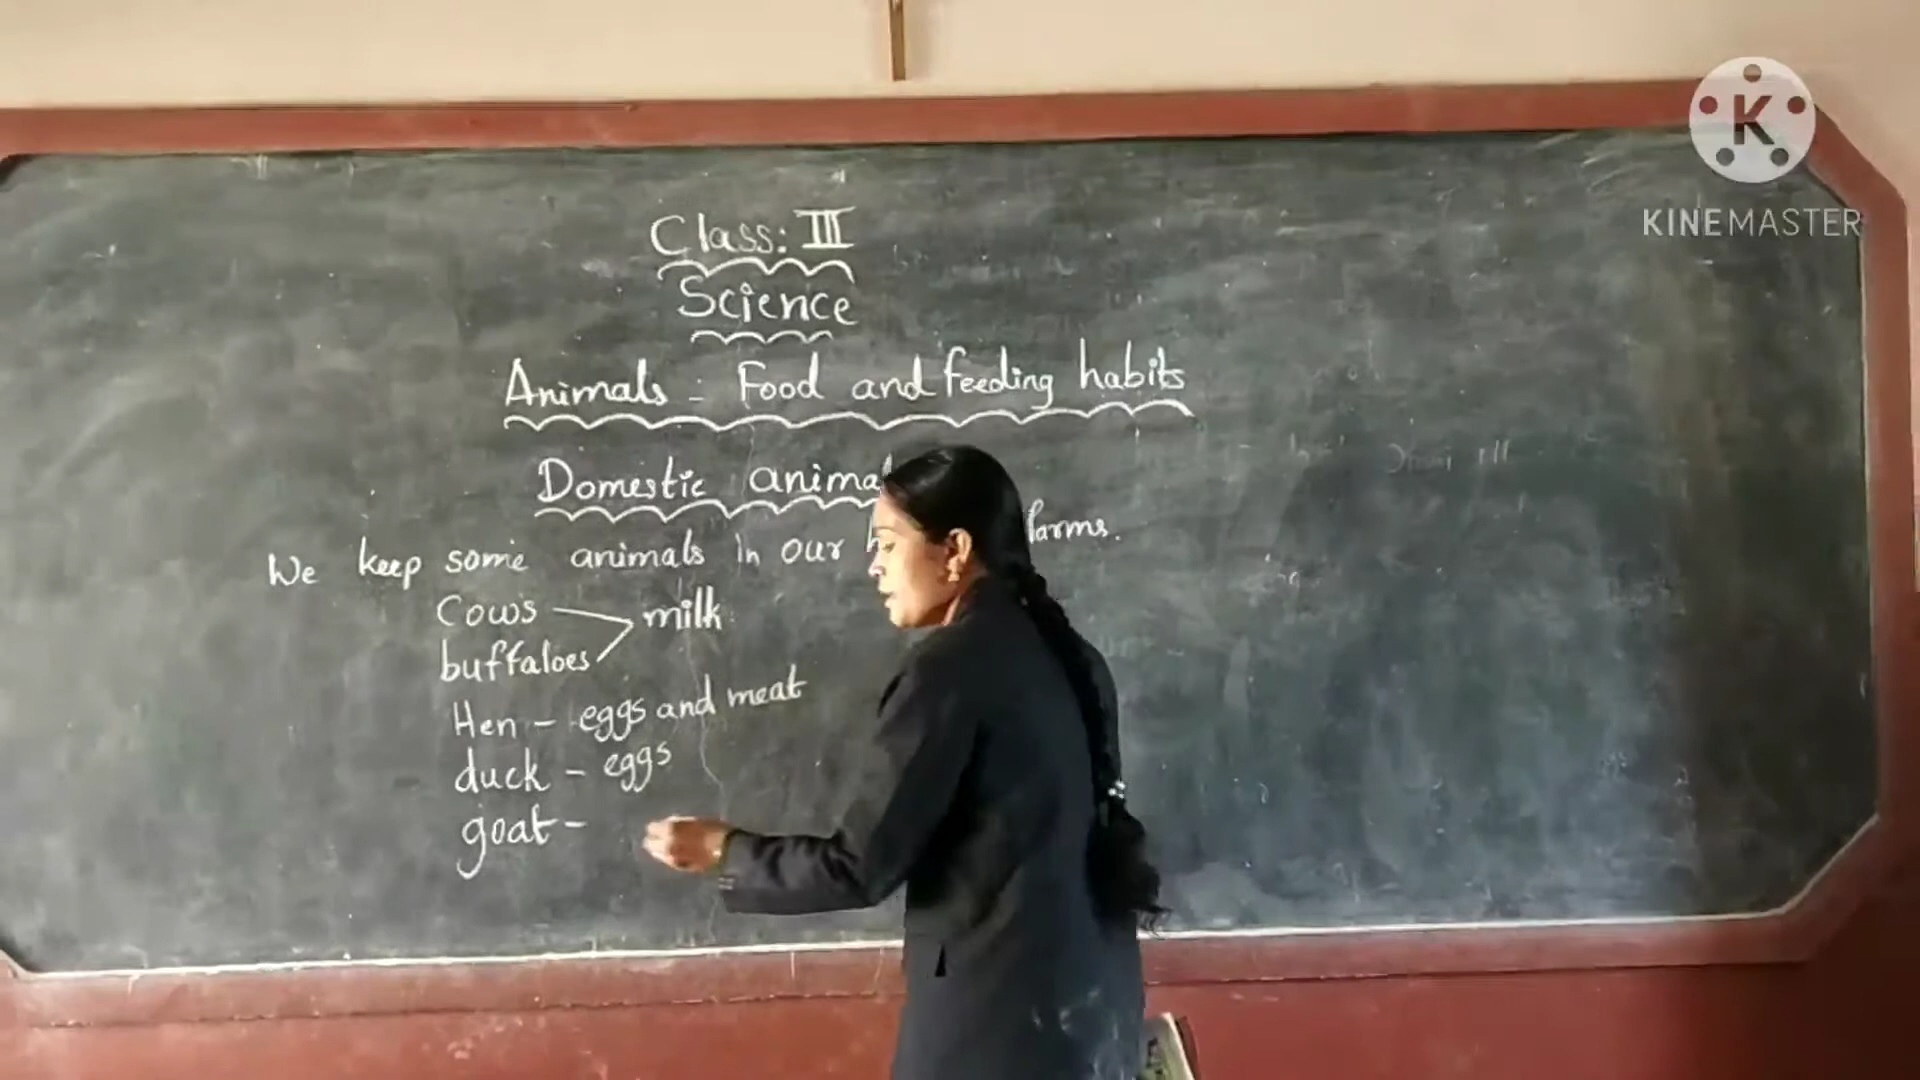 K
KINEMASTER
Class: III
Science
Animals - Food and feeding habits
Domestic anima
We keep some animals in our h farms.
Cows milk
buffaloes
Hen - eggs and meat
duck - eggs
goat -